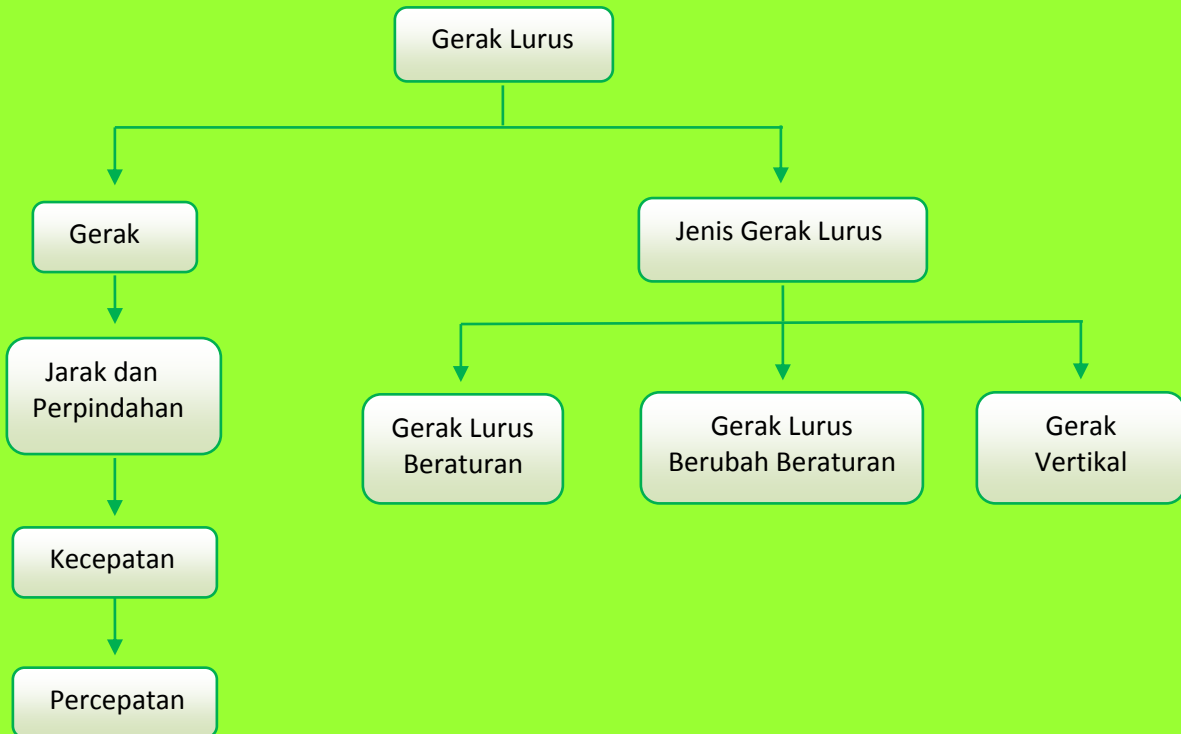 Gerak Lurus
Gerak
Jenis Gerak Lurus
Jarak dan
Perpindahan
Gerak Lurus
Beraturan
Gerak Lurus
Berubah Beraturan
Gerak
Vertikal
Kecepatan
Percepatan